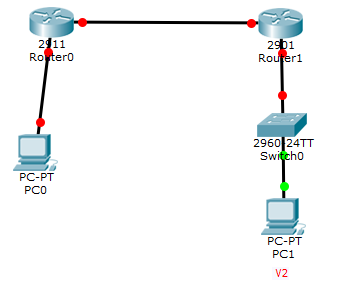 2911
Router0
2901
Router1
2960-24TT
Switch0
PC-PT
PC0
PC-PT
PC1
V2